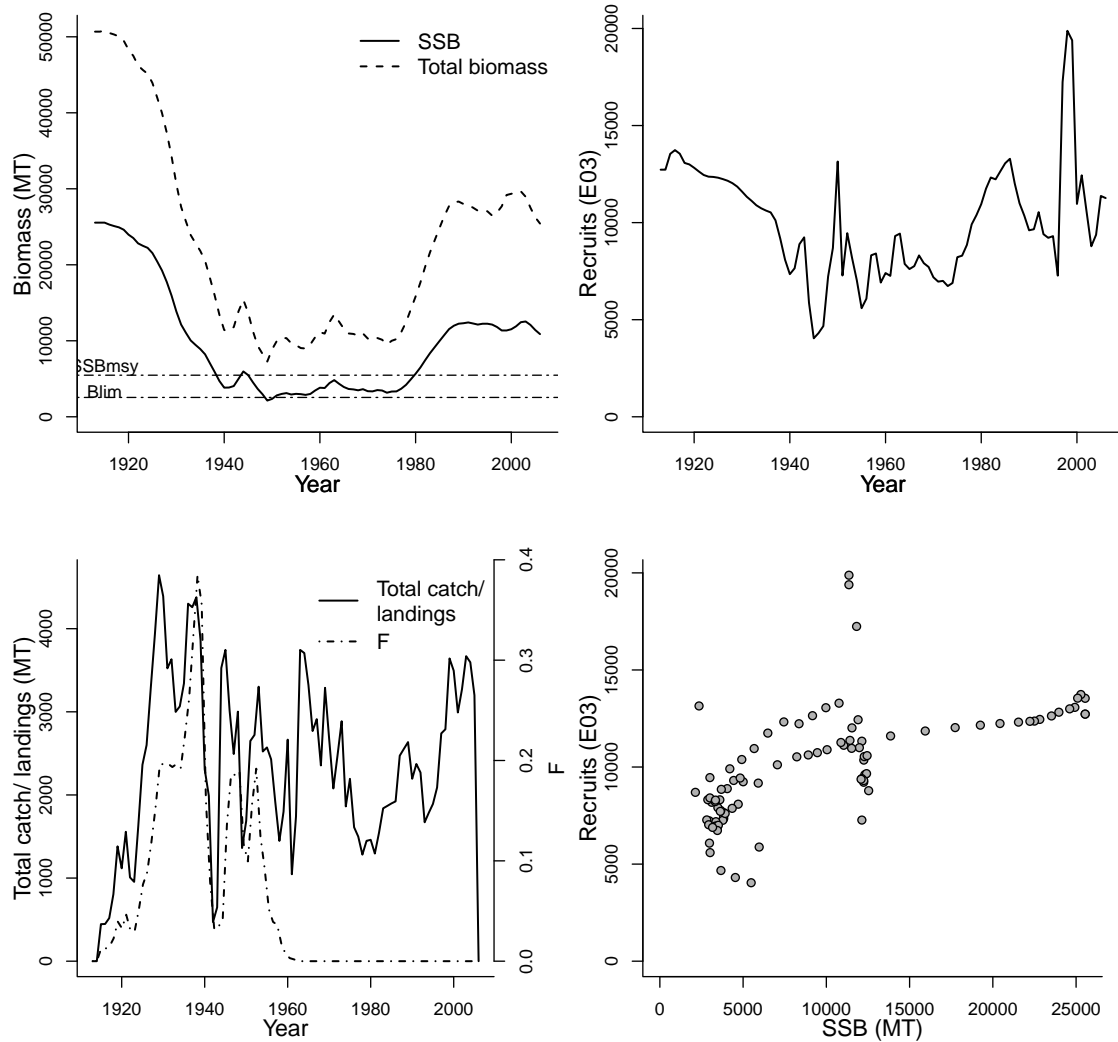 SSB
Total biomass
Biomass (MT)
50000
40000
30000
20000
10000
0
SSBmsy
Blim
1920
1940
1960
1980
2000
Year
Recruits (E03)
20000
15000
10000
5000
0
1920
1940
1960
1980
2000
Year
Total catch/
landings
F
Total catch/ landings (MT)
4000
3000
2000
1000
0
0.4
0.3
0.2
0.1
0.0
F
1920
1940
1960
1980
2000
Year
Recruits (E03)
20000
15000
10000
5000
0
0
5000
10000
15000
20000
25000
SSB (MT)